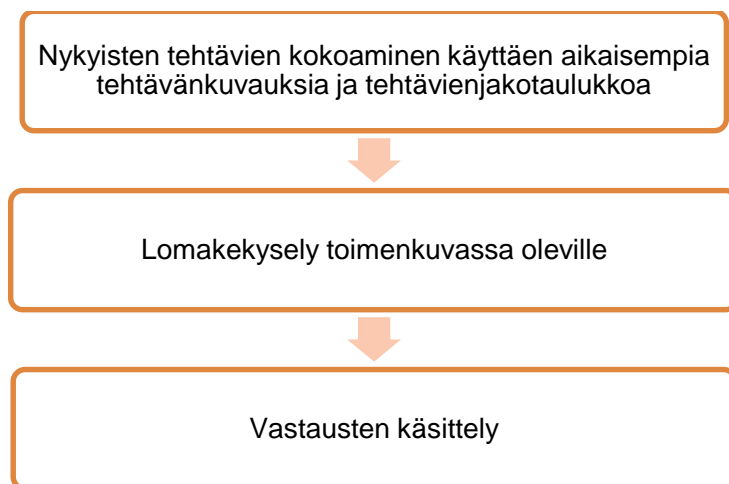 Nykyisten tehtävien kokoaminen käyttäen aikaisempia
tehtävänkuvauksia ja tehtävienjakotaulukkoa
Lomakekysely toimenkuvassa oleville
Vastausten käsittely